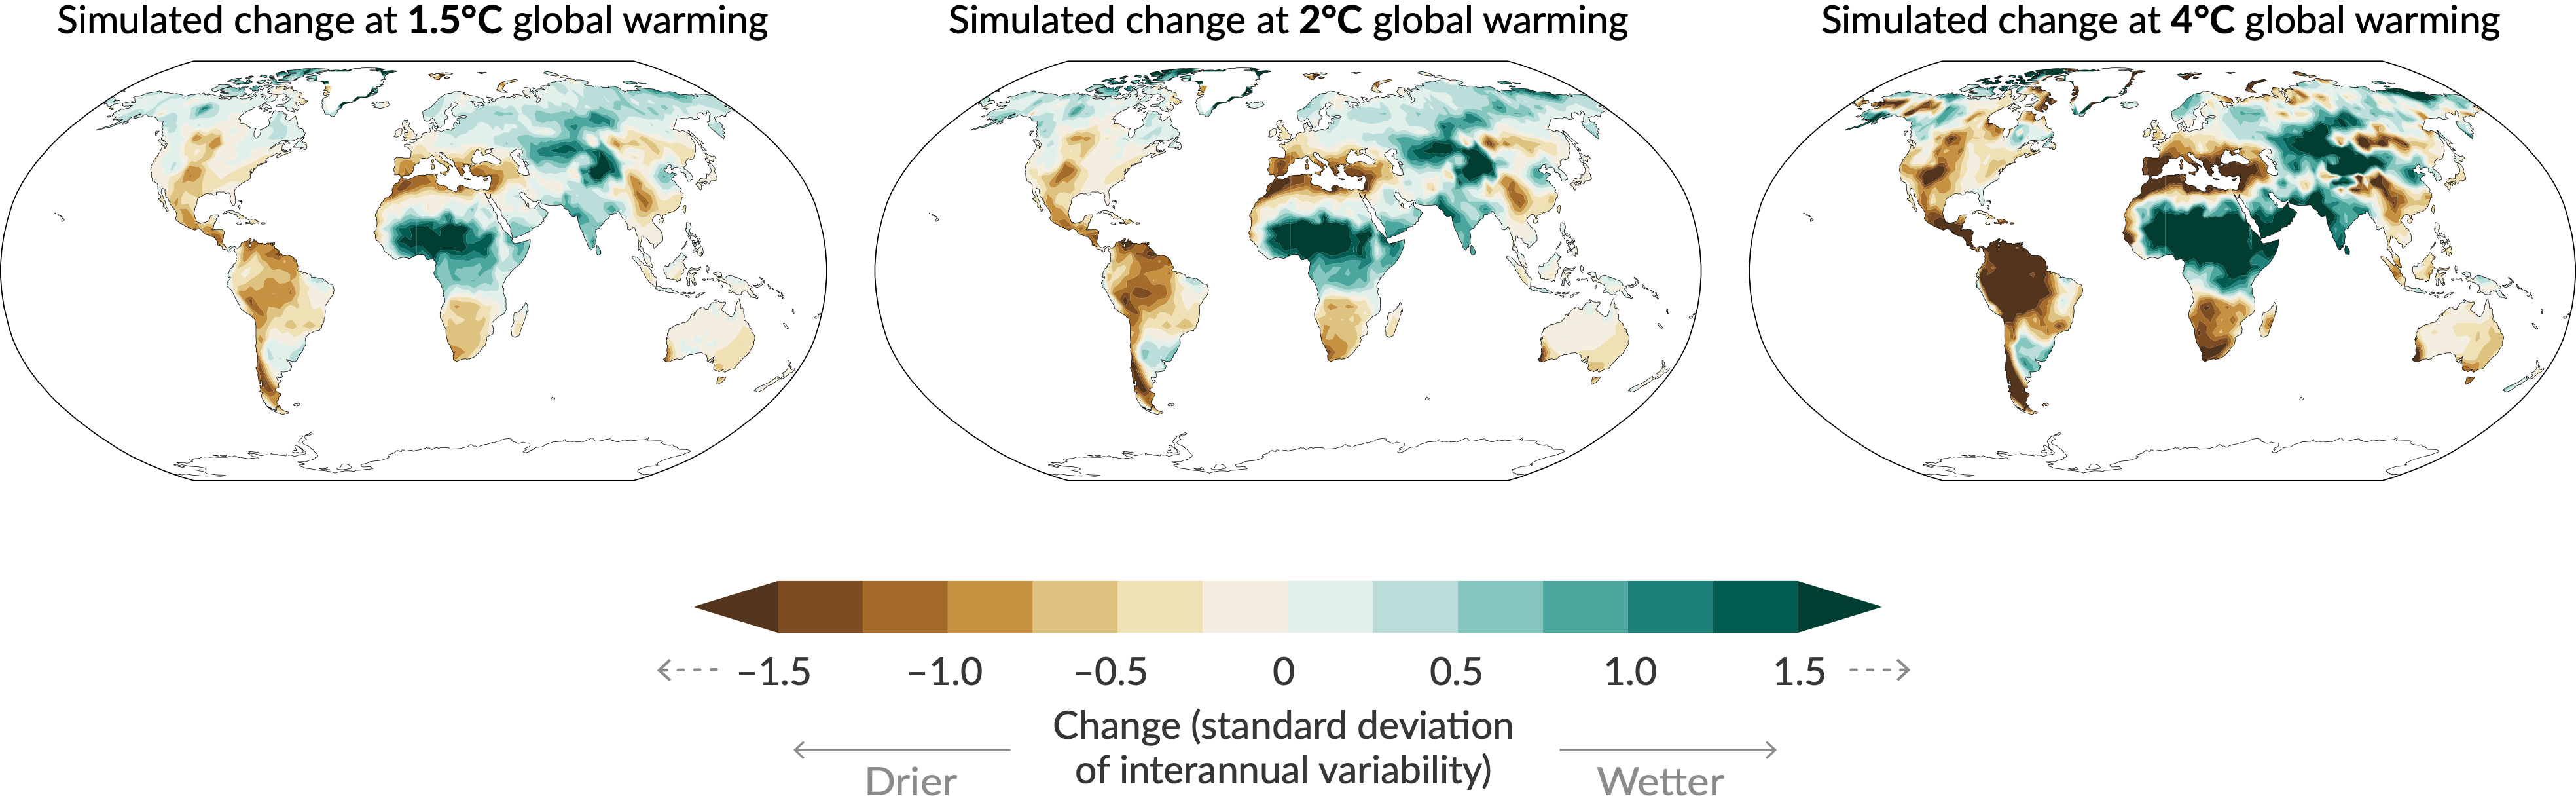 Simulated change at 1.5°C global warming
Simulated change at 2°C global warming
Simulated change at 4°C global warming
–1.5 –1.0 –0.5 0 0.5 1.0 1.5
Change (standard deviation
of interannual variability)
Drier
Wetter